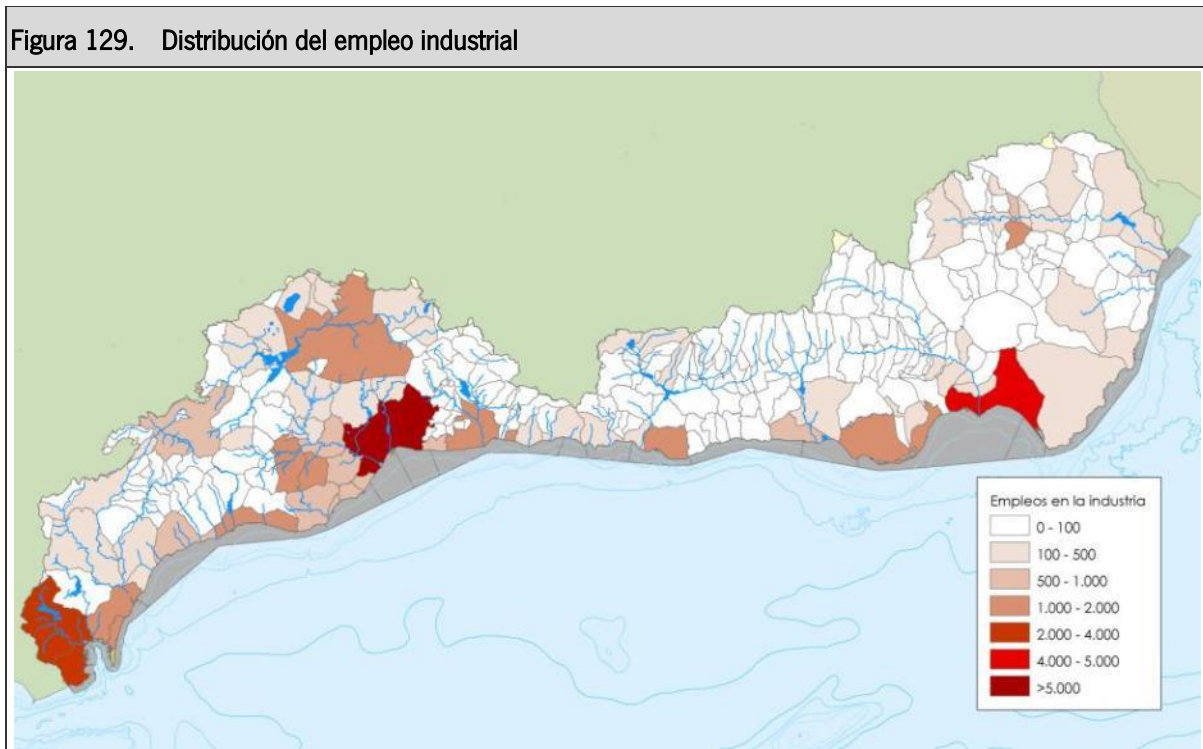 Figura 129. Distribución del empleo industrial
Empleos en la industria
0 - 100
100 - 500
500 - 1.000
1.000 - 2.000
2.000 - 4.000
4.000 - 5.000
>5.000